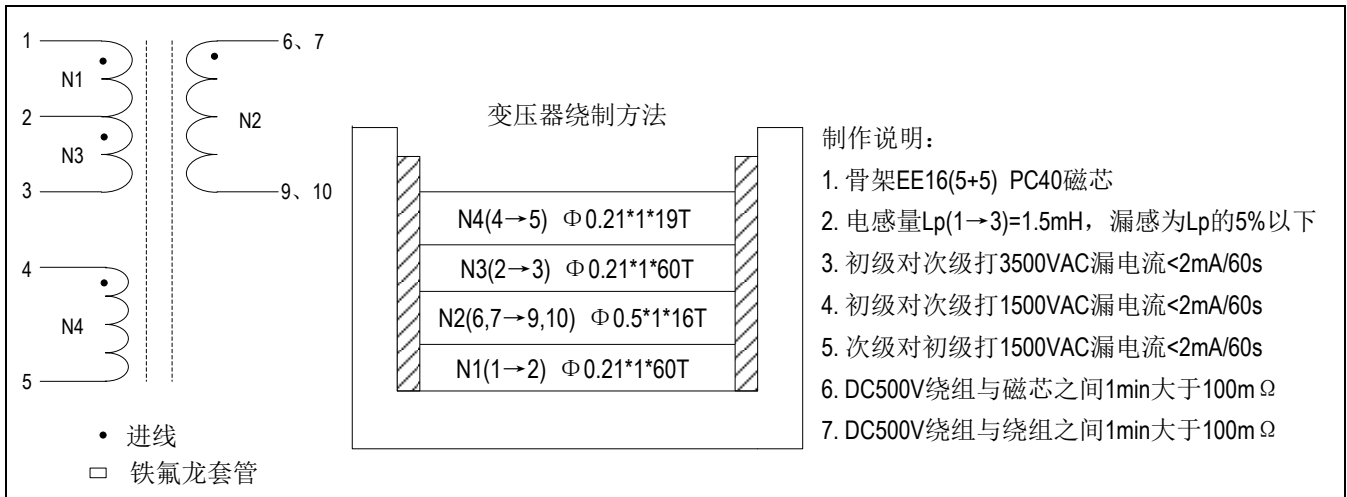 1
N1
2
N3
3
4
N4
5
6、7
N2
9、10
• 进线
▭ 铁氟龙套管
变压器绕制方法
N4(4→5) Φ0.21*1*19T
N3(2→3) Φ0.21*1*60T
N2(6,7→9,10) Φ0.5*1*16T
N1(1→2) Φ0.21*1*60T
制作说明：
1. 骨架EE16(5+5) PC40磁芯
2. 电感量Lp(1→3)=1.5mH，漏感为Lp的5%以下
3. 初级对次级打3500VAC漏电流<2mA/60s
4. 初级对次级打1500VAC漏电流<2mA/60s
5. 次级对初级打1500VAC漏电流<2mA/60s
6. DC500V绕组与磁芯之间1min大于100mΩ
7. DC500V绕组与绕组之间1min大于100mΩ